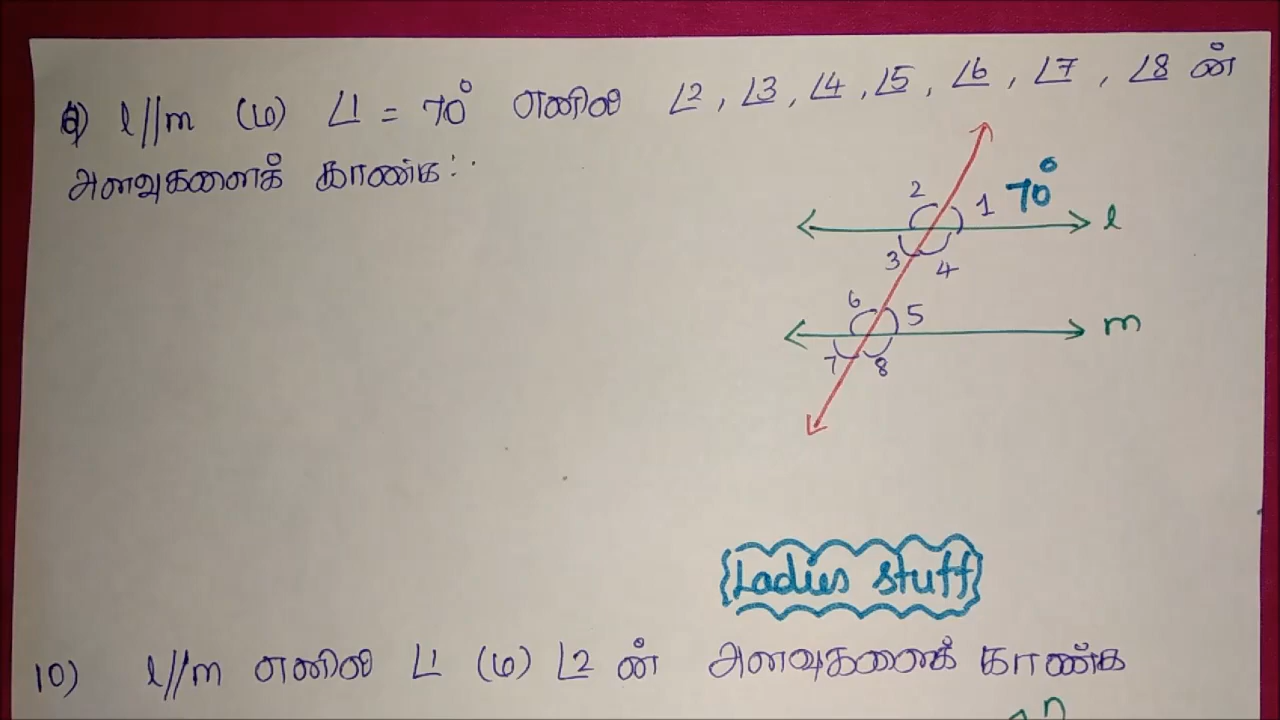 6) l//m (ம) ∠1 = 70° எனில் ∠2, ∠3, ∠4, ∠5, ∠6, ∠7, ∠8 ன்
அளவுகளைக் காண்க:.
2 1 70°
l
3 4
6 5
m
7 8
Ladies stuff
10) l//m எனில் ∠1 (ம) ∠2 ன் அளவுகளைக் காண்க
n